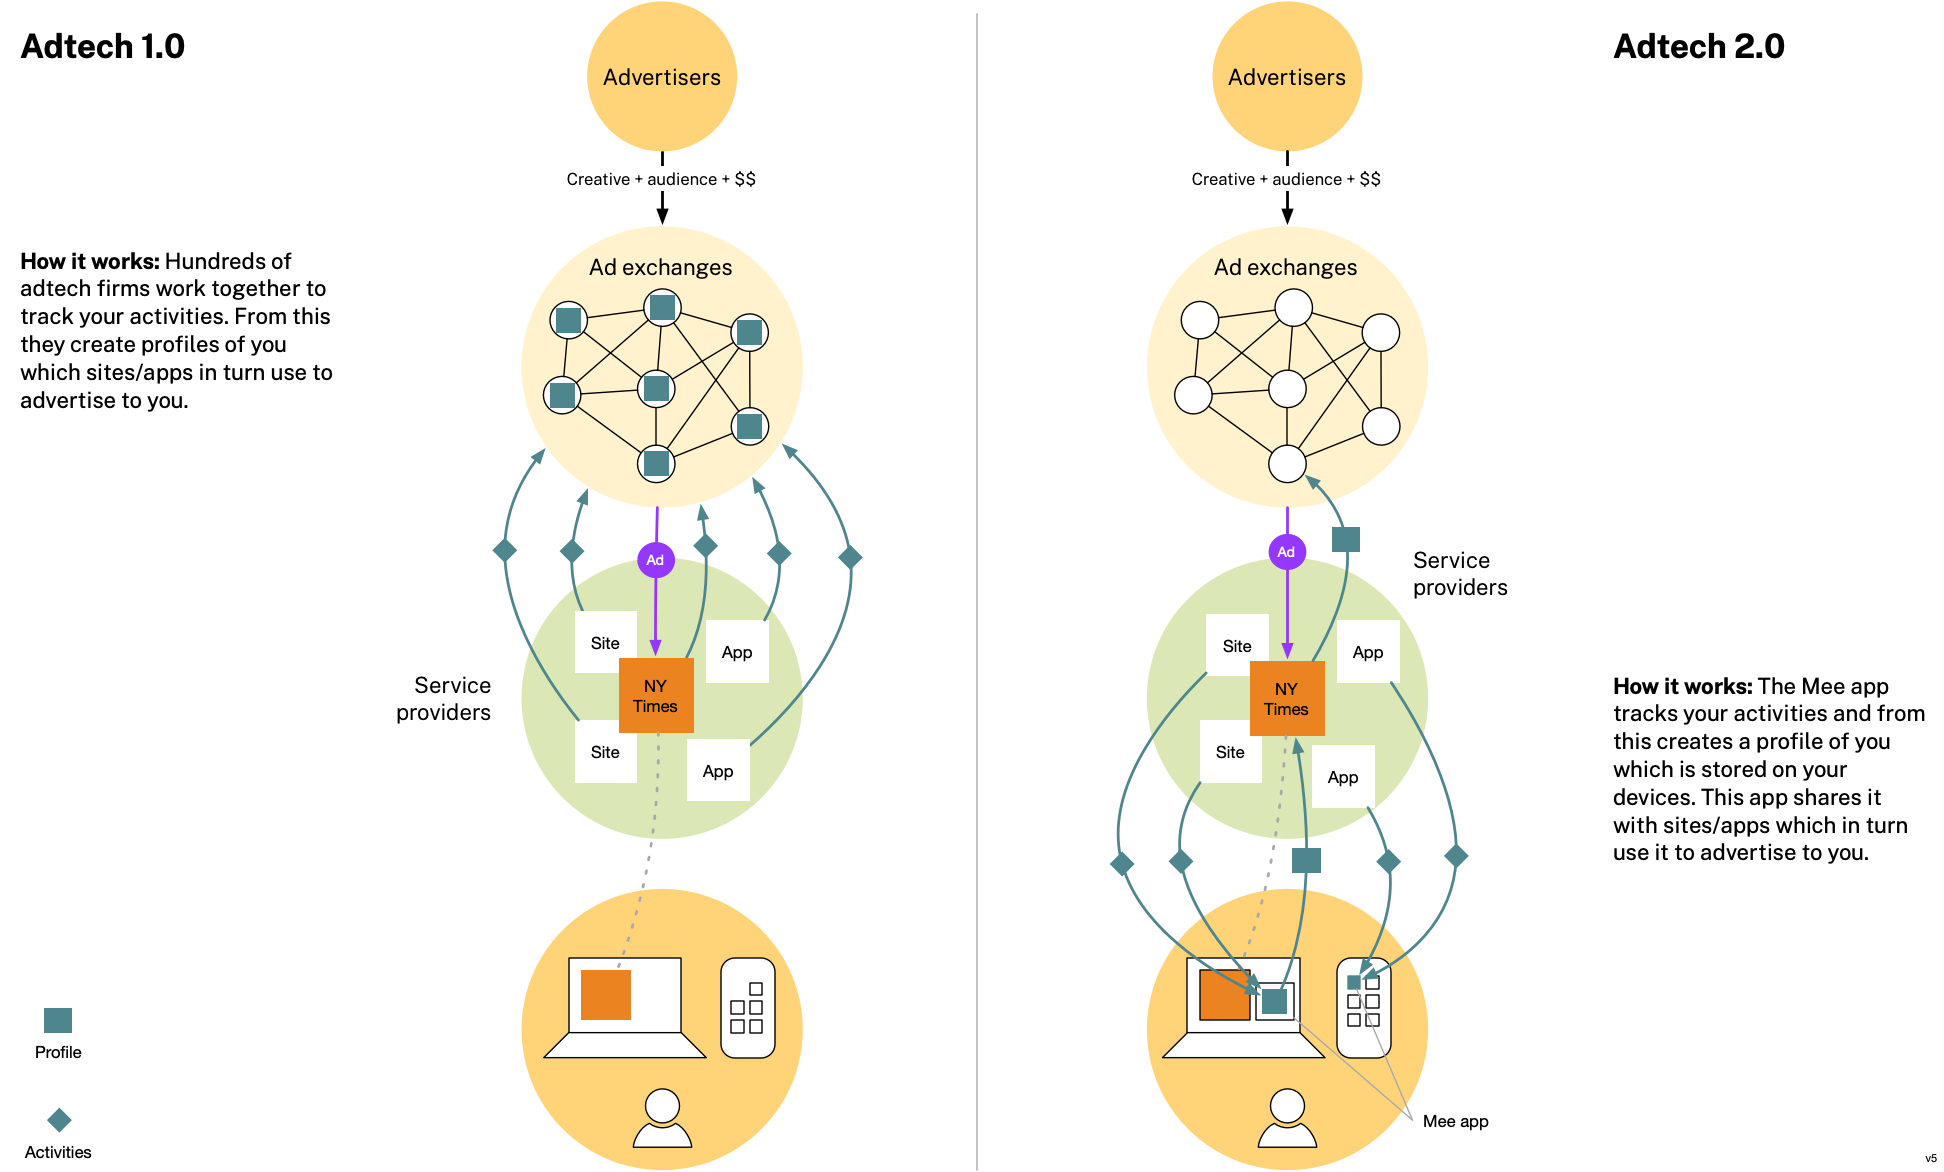 Adtech 1.0
Advertisers
Creative + audience + $$
How it works: Hundreds of
adtech firms work together to
track your activities. From this
they create profiles of you
which sites/apps in turn use to
advertise to you.
Ad exchanges
Ad
Service
providers
Site
App
NY
Times
Site
App
Profile
Activities
Adtech 2.0
Advertisers
Creative + audience + $$
Ad exchanges
Ad
Service
providers
Site
App
NY
Times
Site
App
How it works: The Mee app
tracks your activities and from
this creates a profile of you
which is stored on your
devices. This app shares it
with sites/apps which in turn
use it to advertise to you.
Mee app
v5